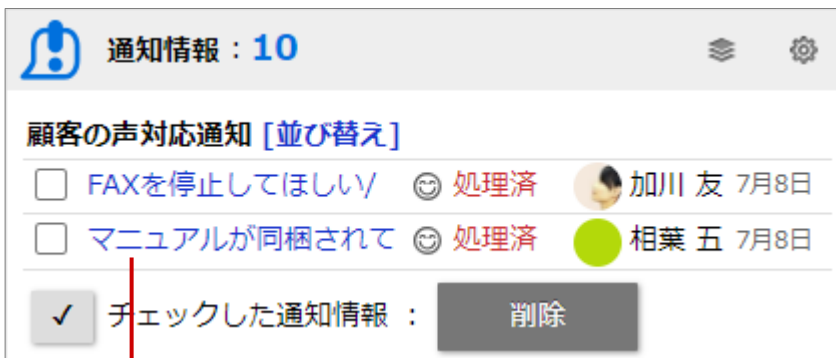 通知情報：10
顧客の声対応通知 [並び替え]
FAXを停止してほしい/ 処理済 加川 友 7月8日
マニュアルが同梱されて 処理済 相葉 五 7月8日
✓ チェックした通知情報 ： 削除